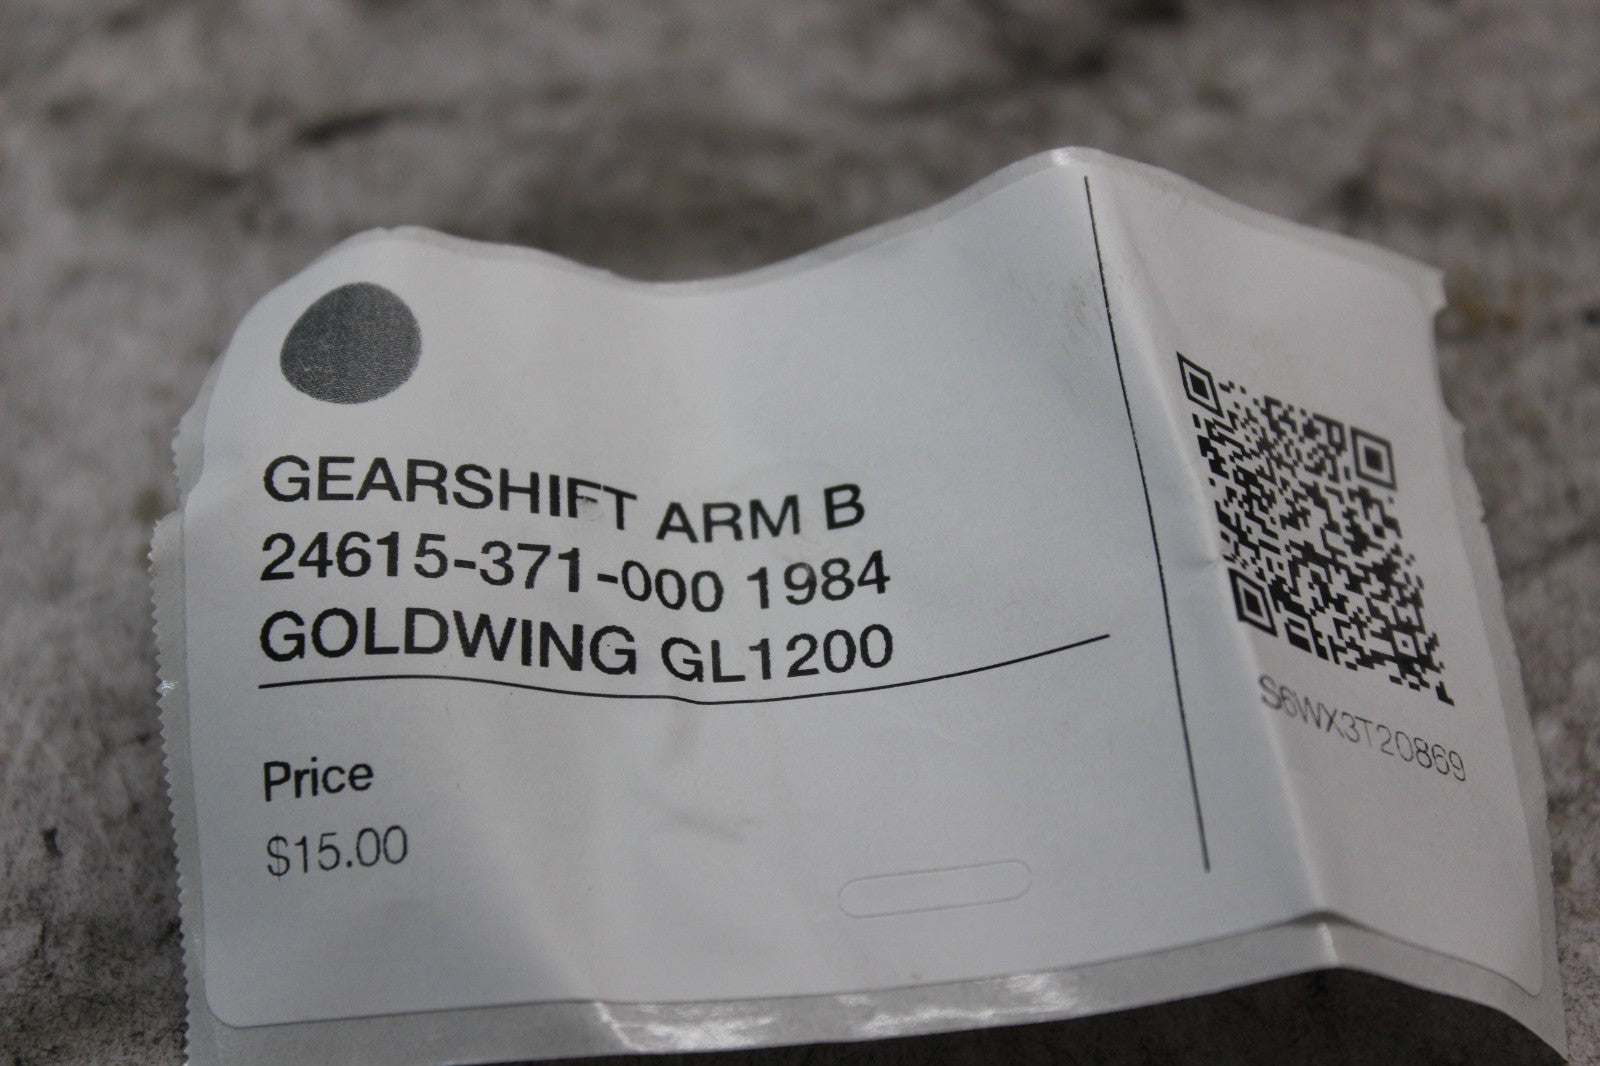 GEARSHIFT ARM B
24615-371-000 1984
GOLDWING GL1200
Price
$15.00
S6WX3T20869